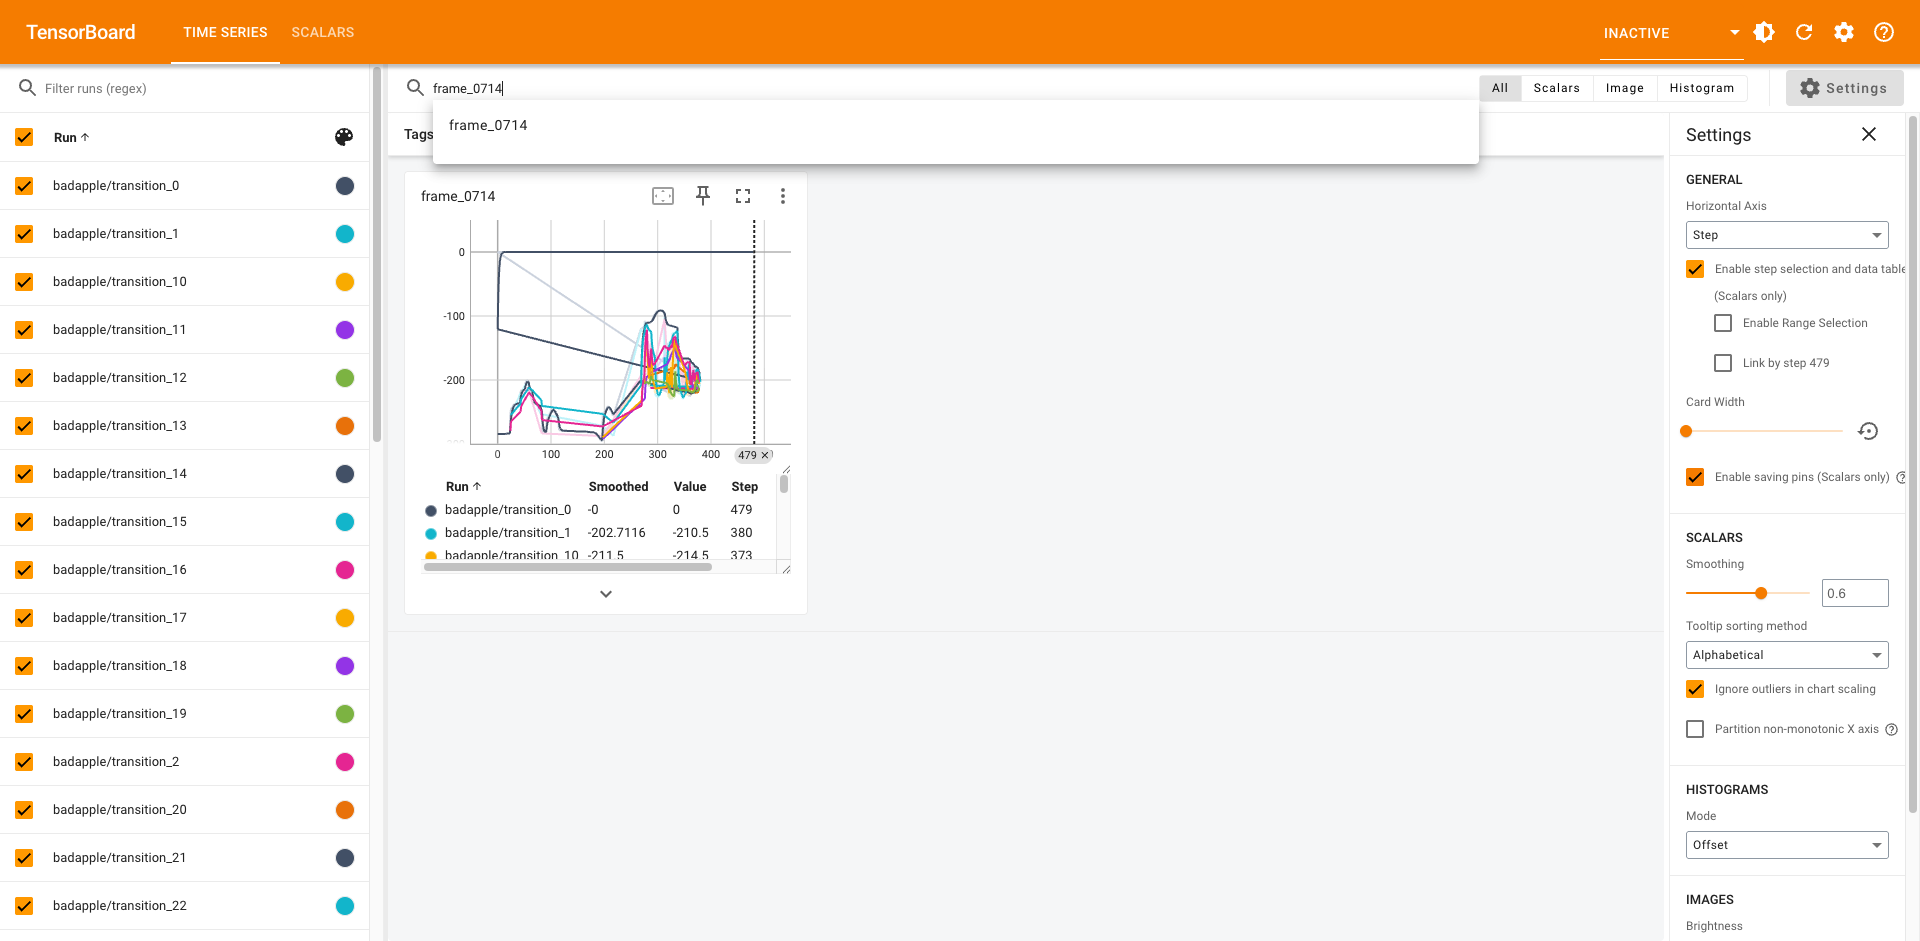 TensorBoard
TIME SERIES
SCALARS
INACTIVE
Filter runs (regex)
Run
badapple/transition_0
badapple/transition_1
badapple/transition_10
badapple/transition_11
badapple/transition_12
badapple/transition_13
badapple/transition_14
badapple/transition_15
badapple/transition_16
badapple/transition_17
badapple/transition_18
badapple/transition_19
badapple/transition_2
badapple/transition_20
badapple/transition_21
badapple/transition_22
frame_0714
frame_0714
All Scalars Image Histogram
Settings
Tags
frame_0714
0
-100
-200
0 100 200 300 400 479
Run Smoothed Value Step
badapple/transition_0 -0 0 479
badapple/transition_1 -202.7116 -210.5 380
badapple/transition_10 -211.5 -214.5 373
Settings
GENERAL
Horizontal Axis
Step
Enable step selection and data table
(Scalars only)
Enable Range Selection
Link by step 479
Card Width
Enable saving pins (Scalars only)
SCALARS
Smoothing
0.6
Tooltip sorting method
Alphabetical
Ignore outliers in chart scaling
Partition non-monotonic X axis
HISTOGRAMS
Mode
Offset
IMAGES
Brightness